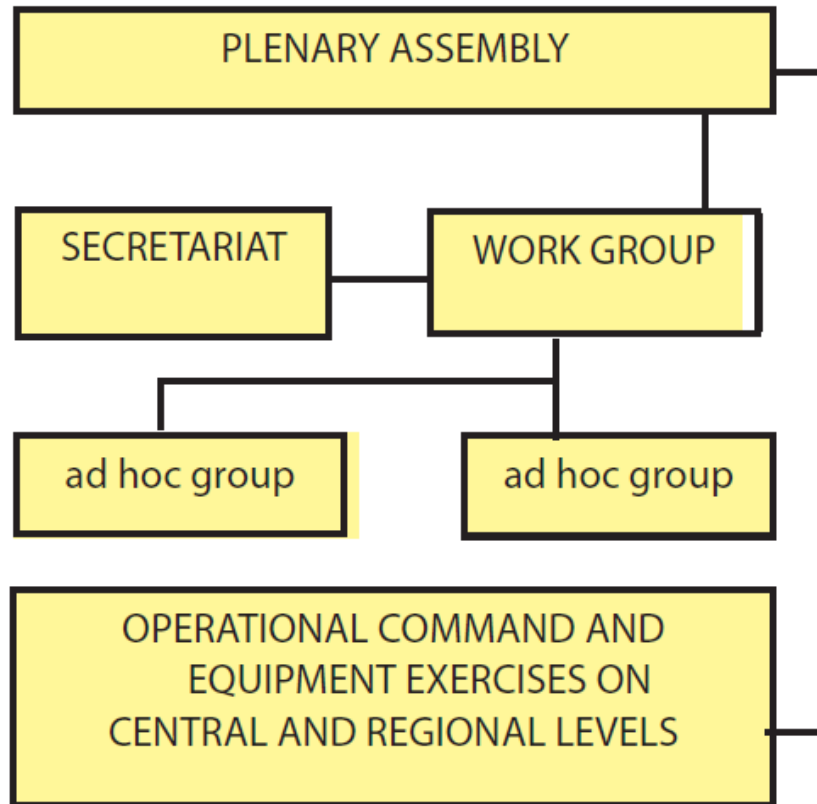 PLENARY ASSEMBLY
SECRETARIAT
WORK GROUP
ad hoc group
ad hoc group
OPERATIONAL COMMAND AND
EQUIPMENT EXERCISES ON
CENTRAL AND REGIONAL LEVELS